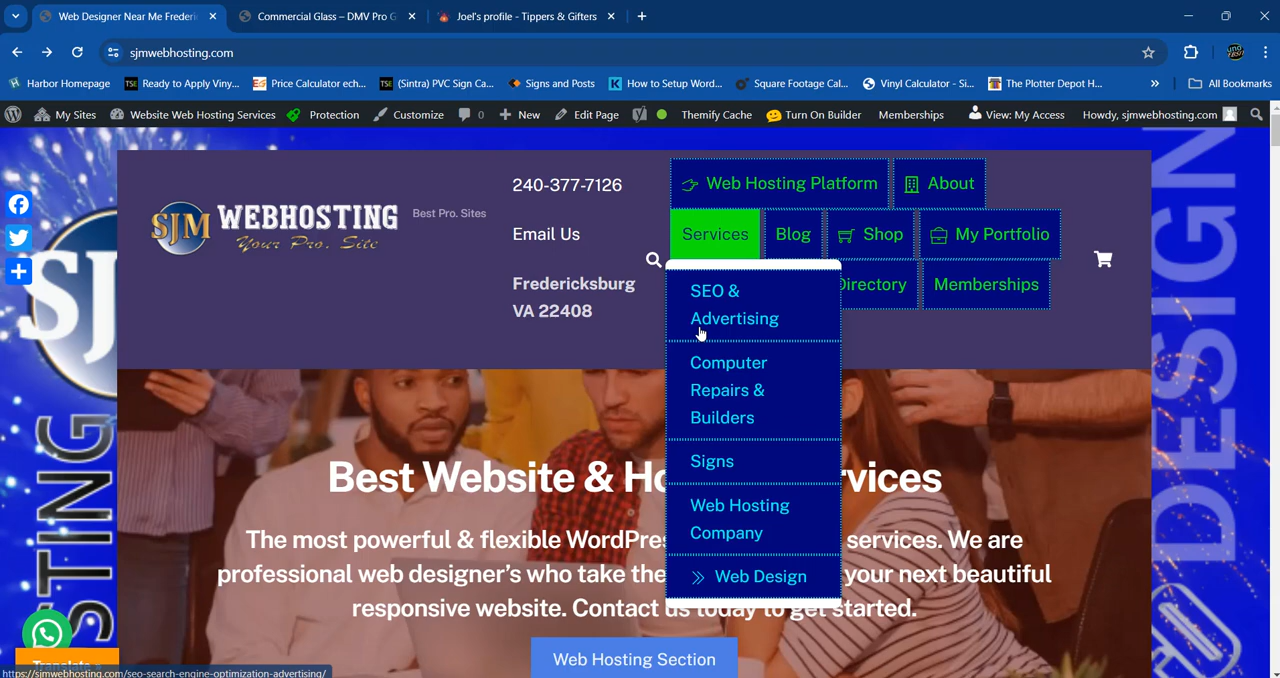 Web Designer Near Me Frederi
Commercial Glass – DMV Pro G
Joel's profile - Tippers & Gifters
sjmwebhosting.com
Harbor Homepage
Ready to Apply Viny...
Price Calculator ech...
(Sintra) PVC Sign Ca...
Signs and Posts
How to Setup Word...
Square Footage Cal...
Vinyl Calculator - Si...
The Plotter Depot H...
All Bookmarks
My Sites
Website Web Hosting Services
Protection
Customize
0
New
Edit Page
Themify Cache
Turn On Builder
Memberships
View: My Access
Howdy, sjmwebhosting.com
SJM WEBHOSTING
Your Pro. Site
Best Pro. Sites
240-377-7126
Email Us
Fredericksburg
VA 22408
Web Hosting Platform
About
Services
Blog
Shop
My Portfolio
Directory
Memberships
SEO &
Advertising
Computer
Repairs &
Builders
Signs
Web Hosting
Company
Web Design
Best Website & Ho
vices
The most powerful & flexible WordPres
services. We are
professional web designer's who take the
your next beautiful
responsive website. Contact us today to get started.
Web Hosting Section
Translate »
https://sjmwebhosting.com/seo-search-engine-optimization-advertising/
SJ
STING
DESIGN